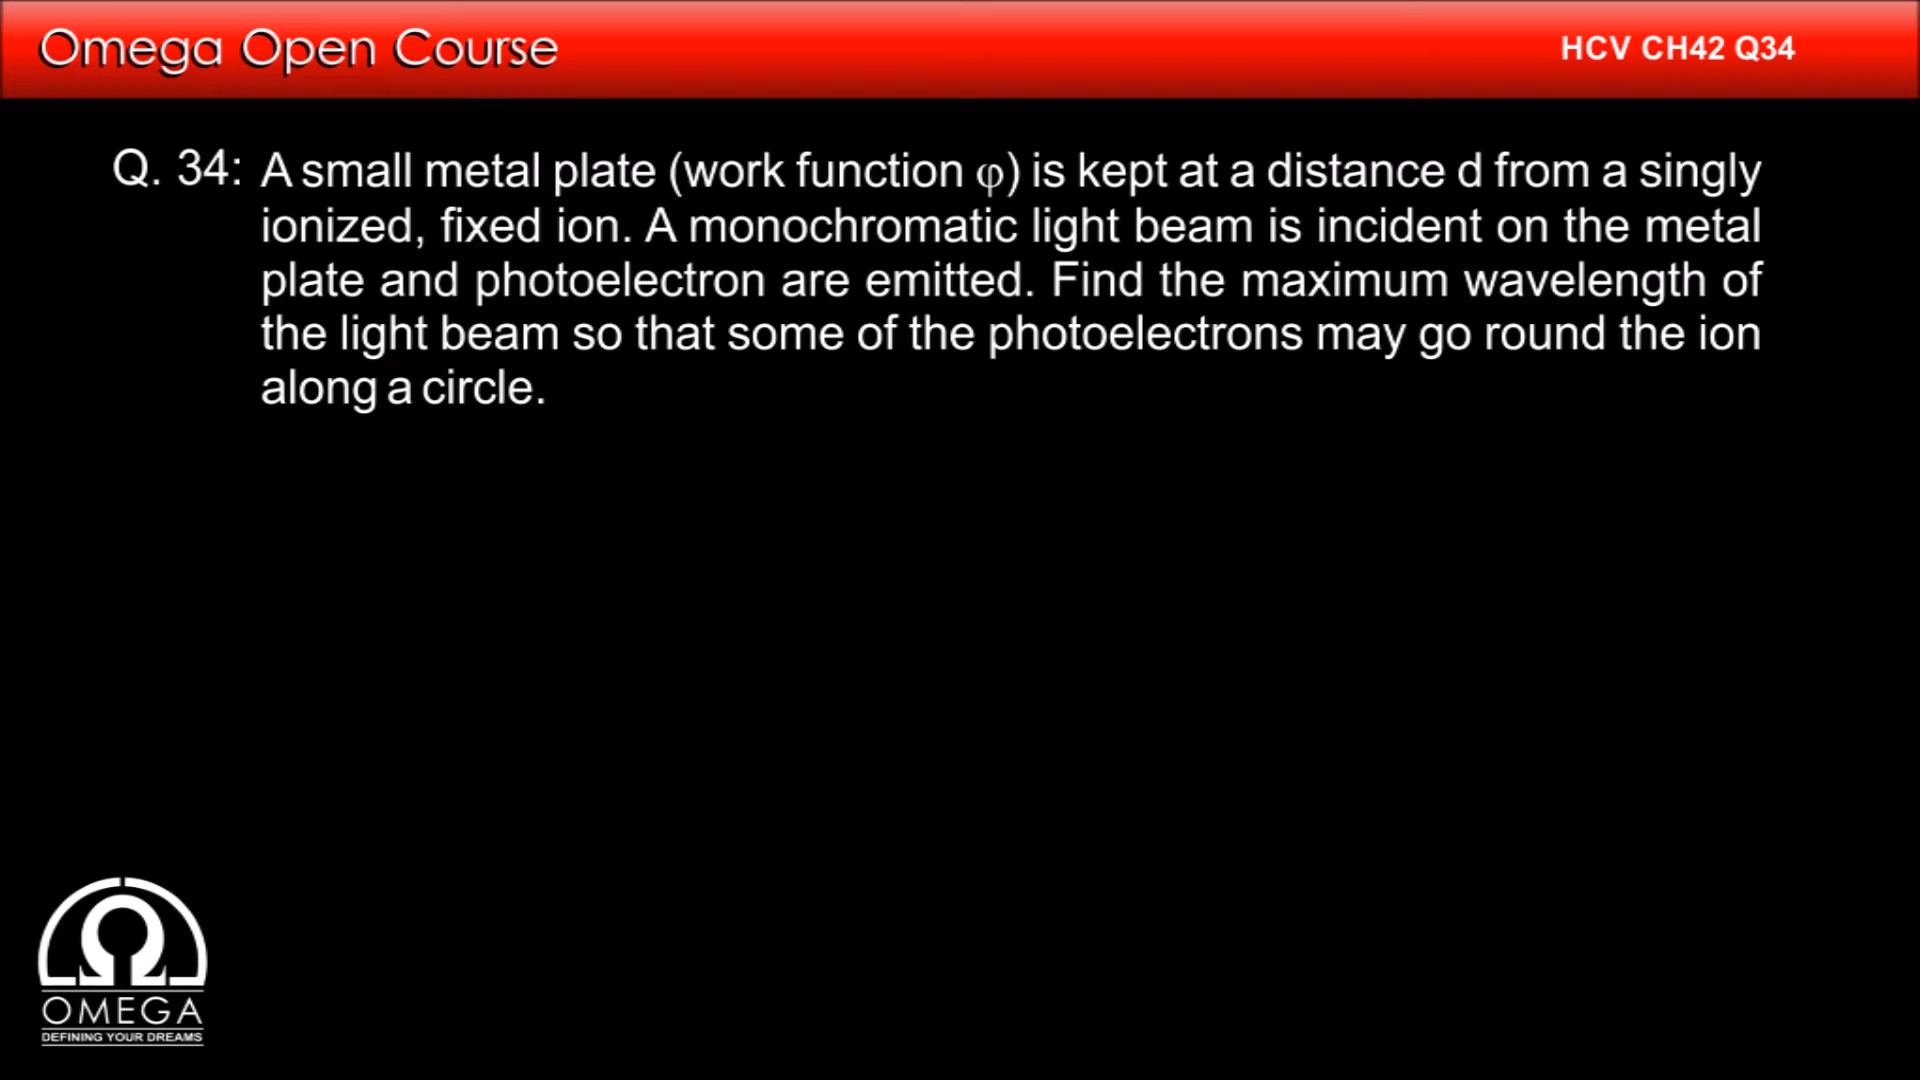 Omega Open Course
HCV CH42 Q34
Q. 34: A small metal plate (work function φ) is kept at a distance d from a singly
ionized, fixed ion. A monochromatic light beam is incident on the metal
plate and photoelectron are emitted. Find the maximum wavelength of
the light beam so that some of the photoelectrons may go round the ion
along a circle.
OMEGA
DEFINING YOUR DREAMS